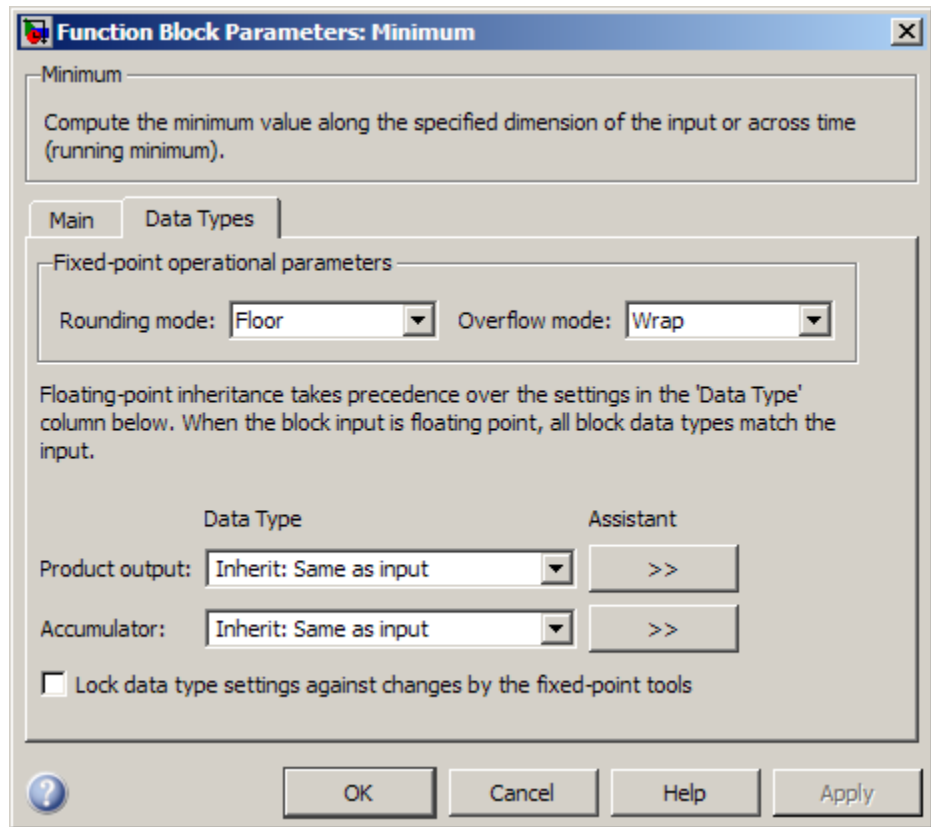 Function Block Parameters: Minimum
Minimum
Compute the minimum value along the specified dimension of the input or across time
(running minimum).
Main Data Types
Fixed-point operational parameters
Rounding mode: Floor Overflow mode: Wrap
Floating-point inheritance takes precedence over the settings in the 'Data Type'
column below. When the block input is floating point, all block data types match the
input.
Data Type Assistant
Product output: Inherit: Same as input >>
Accumulator: Inherit: Same as input >>
Lock data type settings against changes by the fixed-point tools
? OK Cancel Help Apply